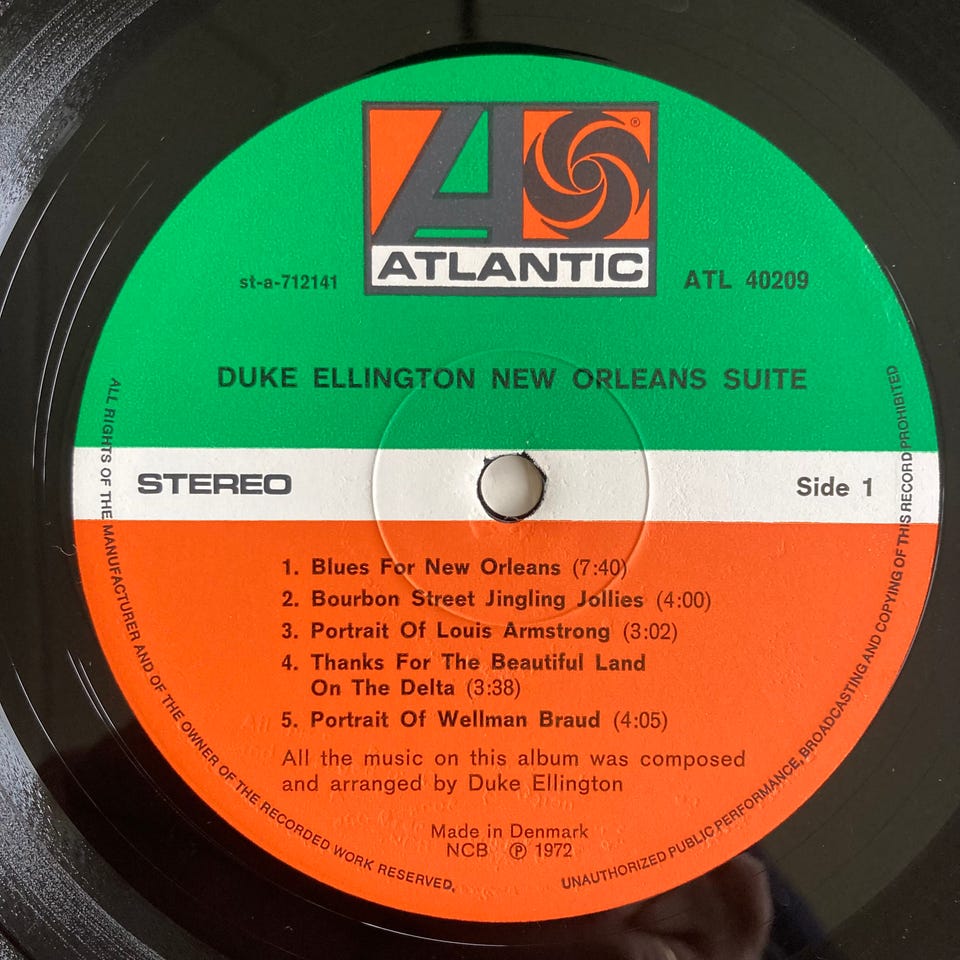 ®
ATLANTIC
st-a-712141
ATL 40209
DUKE ELLINGTON NEW ORLEANS SUITE
STEREO
Side 1
1. Blues For New Orleans (7:40)
2. Bourbon Street Jingling Jollies (4:00)
3. Portrait Of Louis Armstrong (3:02)
4. Thanks For The Beautiful Land
On The Delta (3:38)
5. Portrait Of Wellman Braud (4:05)
All the music on this album was composed
and arranged by Duke Ellington
Made in Denmark
NCB ℗ 1972
ALL RIGHTS OF THE MANUFACTURER AND OF THE OWNER OF THE RECORDED WORK RESERVED,
UNAUTHORIZED PUBLIC PERFORMANCE, BROADCASTING AND COPYING OF THIS RECORD PROHIBITED